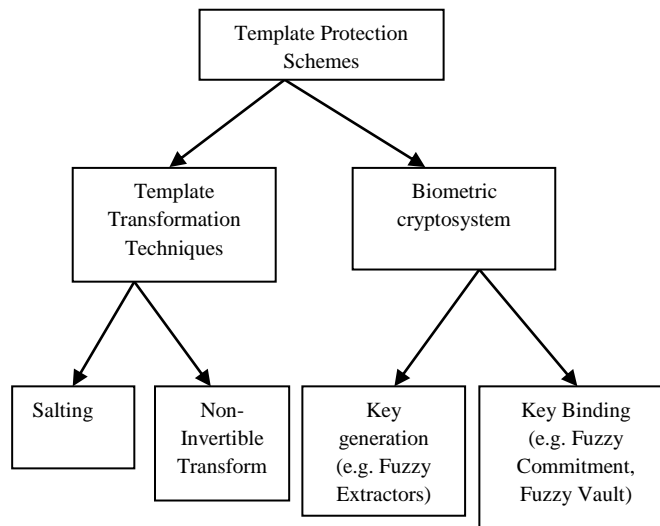 Template Protection
Schemes
Template
Transformation
Techniques
Biometric
cryptosystem
Salting
Non-
Invertible
Transform
Key
generation
(e.g. Fuzzy
Extractors)
Key Binding
(e.g. Fuzzy
Commitment,
Fuzzy Vault)